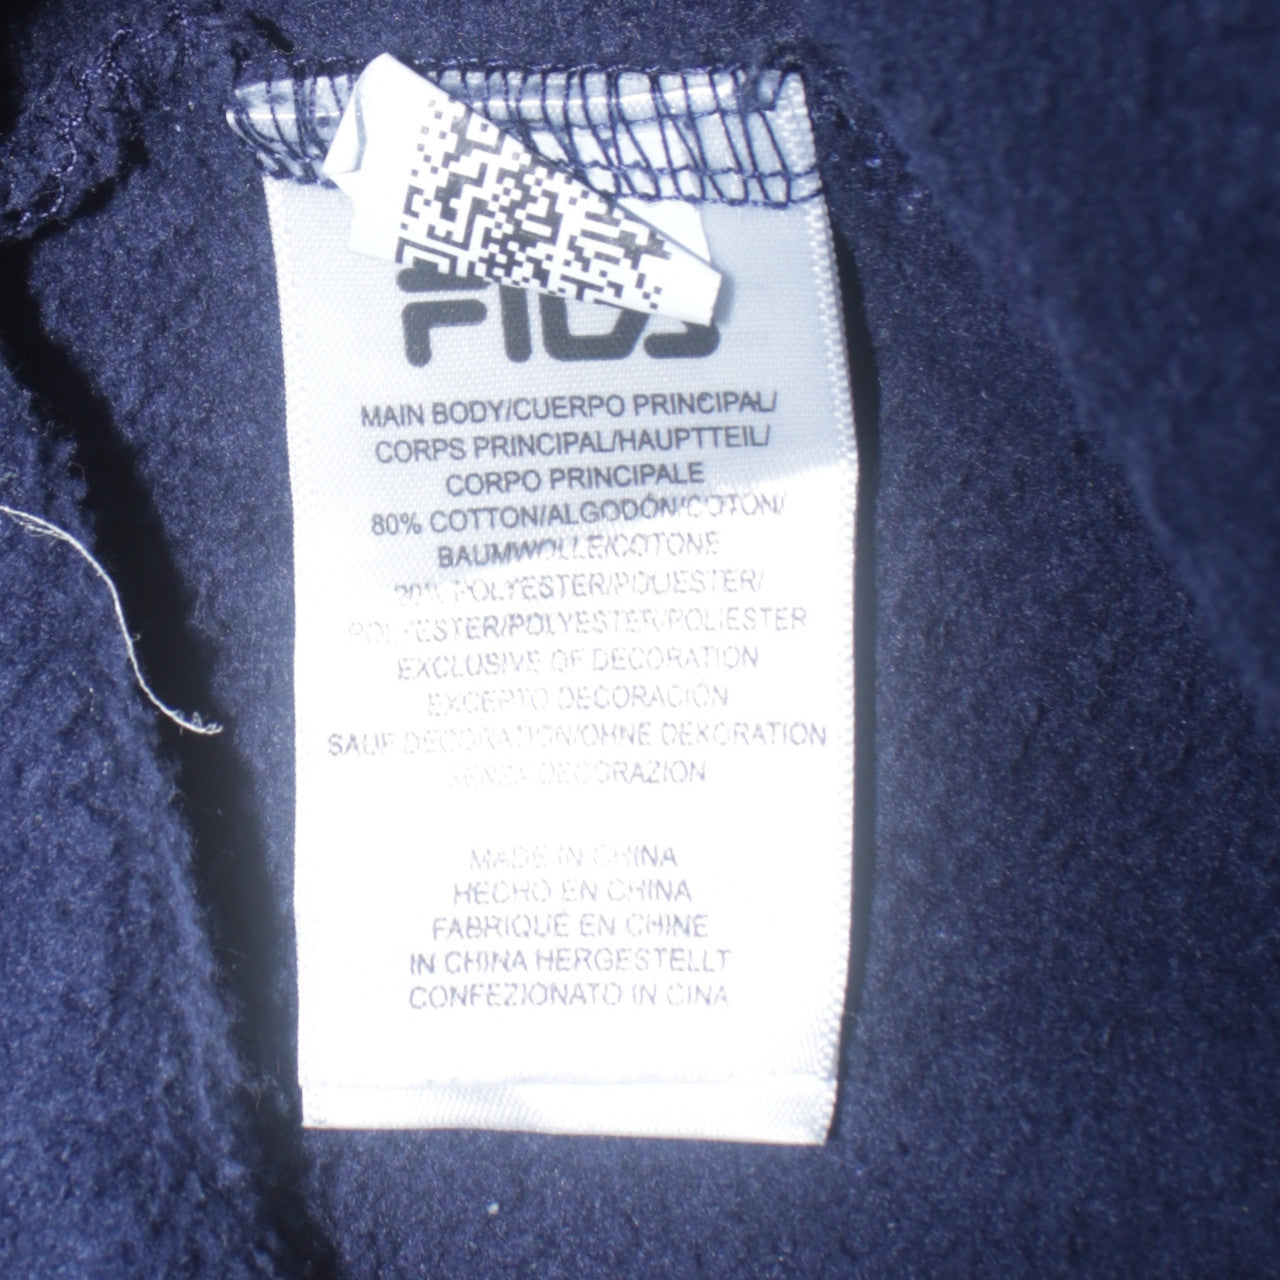 FILA
MAIN BODY/CUERPO PRINCIPAL/
CORPS PRINCIPAL/HAUPTTEIL/
CORPO PRINCIPALE
80% COTTON/ALGODÓN/COTON/
BAUMWOLLE/COTONE
20% POLYESTER/POLIESTER/
POLYESTER/POLYESTER/POLIESTER
EXCLUSIVE OF DECORATION
EXCEPTO DECORACIÓN
SAUF DECORATION/OHNE DEKORATION
SENZA DECORAZION
MADE IN CHINA
HECHO EN CHINA
FABRIQUÉ EN CHINE
IN CHINA HERGESTELLT
CONFEZIONATO IN CINA